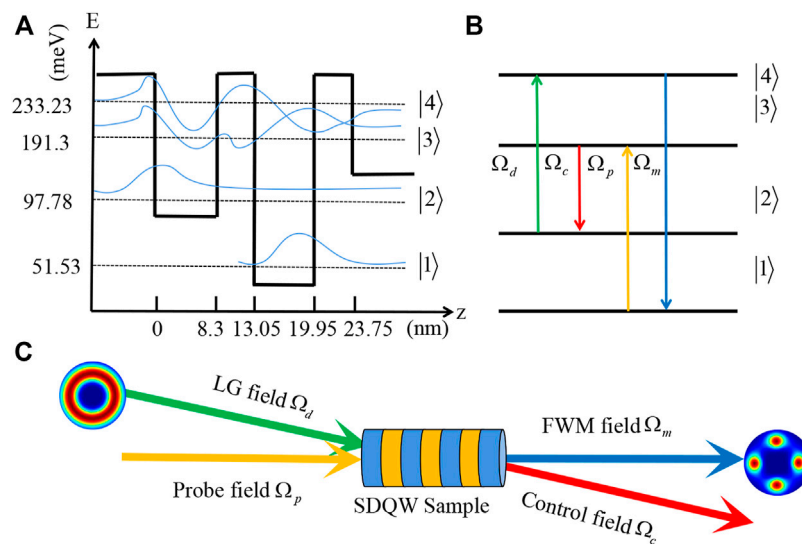 A
E
(meV)
233.23
191.3
97.78
51.53
|4⟩
|3⟩
|2⟩
|1⟩
0
8.3
13.05
19.95
23.75
(nm)
z
B
|4⟩
|3⟩
|2⟩
|1⟩
Ω_d
Ω_c
Ω_p
Ω_m
C
LG field Ω_d
Probe field Ω_p
SDQW Sample
FWM field Ω_m
Control field Ω_c